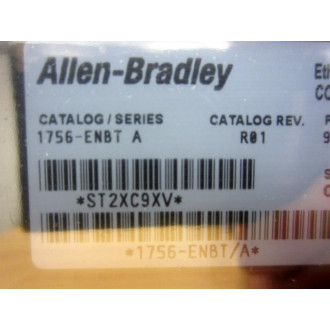 Allen-Bradley
CATALOG / SERIES CATALOG REV.
1756-ENBT A R01
*ST2XC9XV*
*1756-ENBT/A*